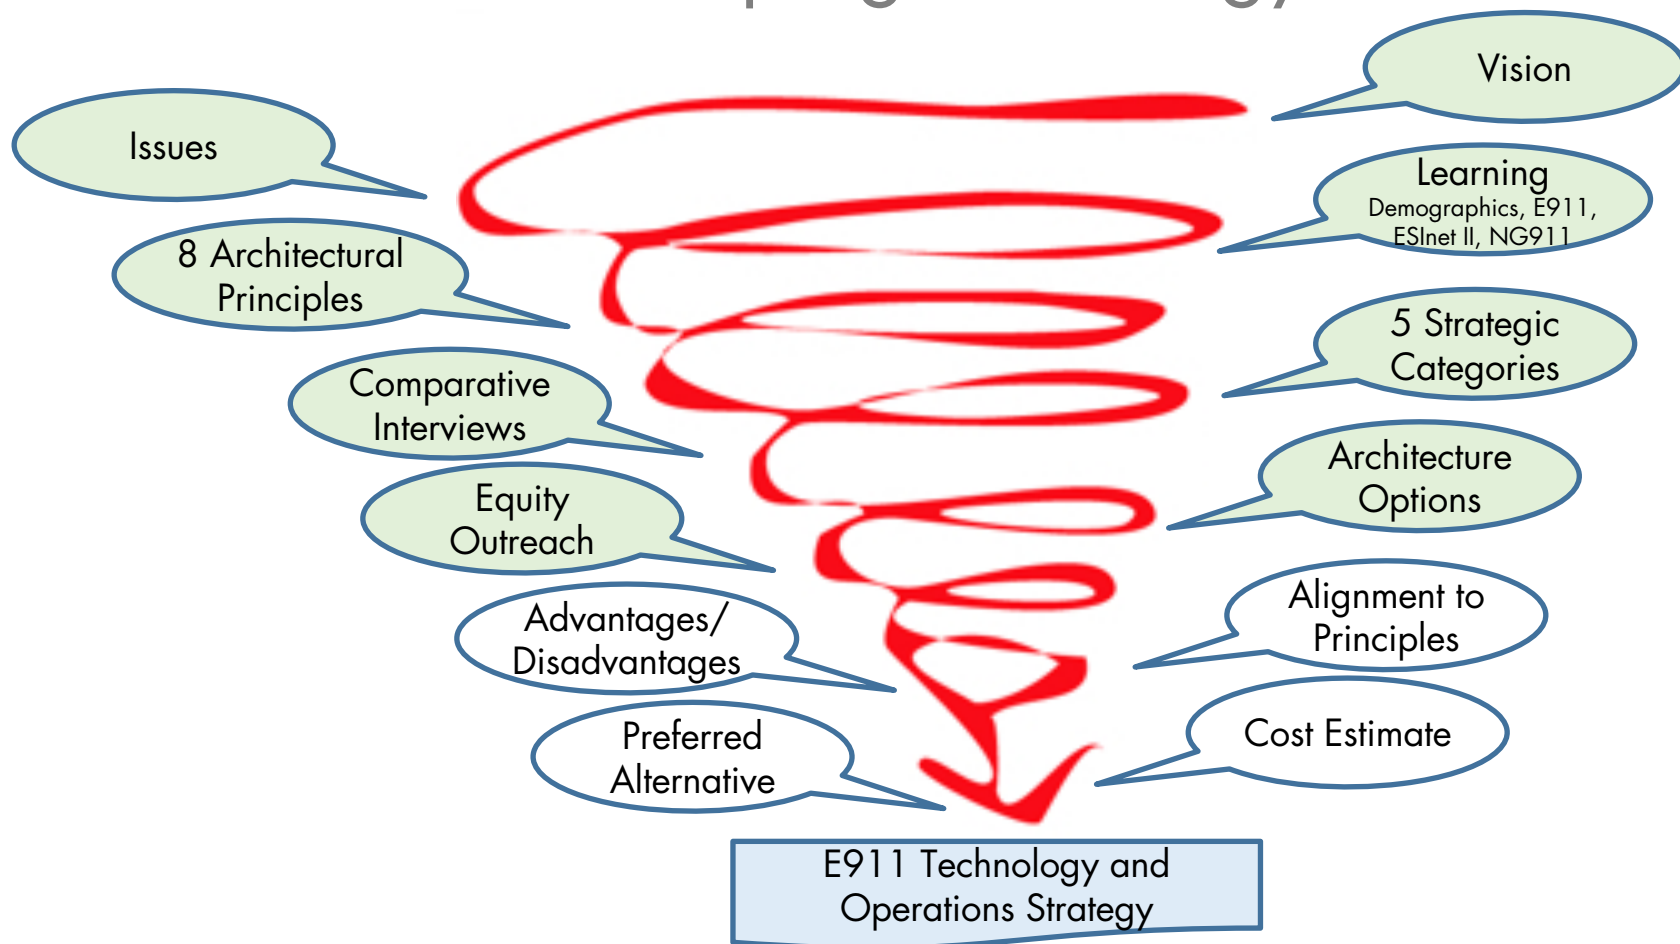 Vision
Issues
Learning
Demographics, E911,
ESInet II, NG911
8 Architectural
Principles
5 Strategic
Categories
Comparative
Interviews
Architecture
Options
Equity
Outreach
Alignment to
Principles
Advantages/
Disadvantages
Cost Estimate
Preferred
Alternative
E911 Technology and
Operations Strategy